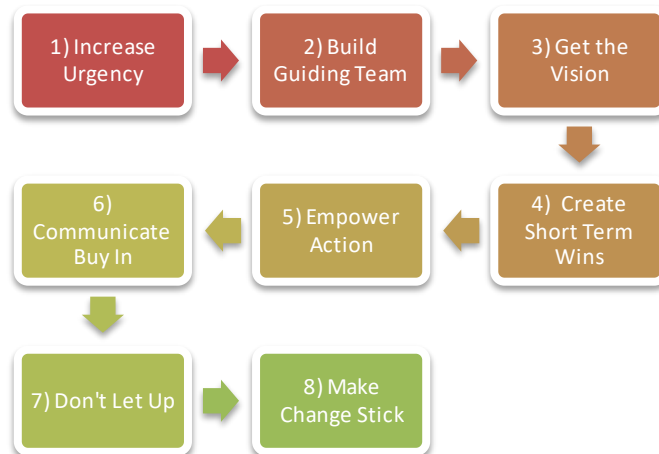 1) Increase
Urgency
2) Build
Guiding Team
3) Get the
Vision
4)  Create
Short Term
Wins
5) Empower
Action
6)
Communicate
Buy In
7) Don't Let Up
8) Make
Change Stick